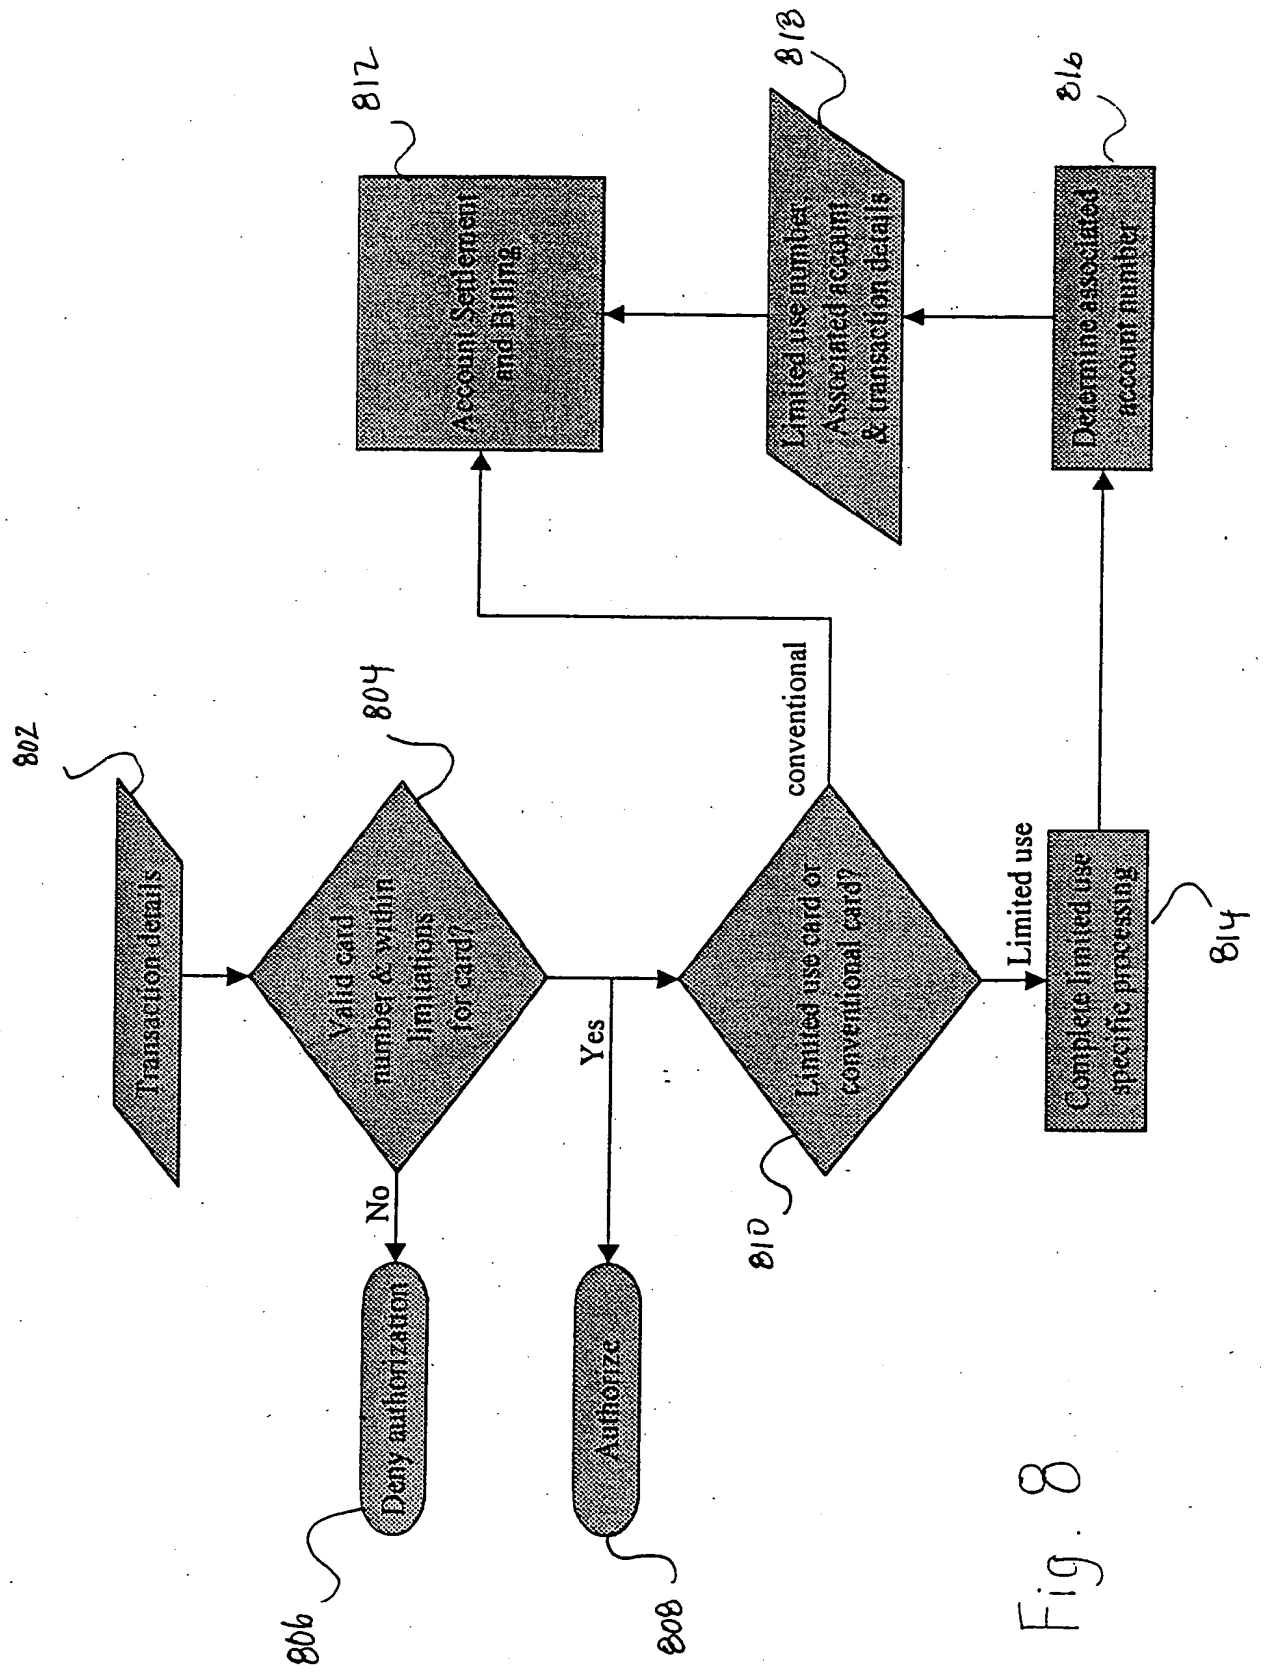 802
Transaction details
Valid card
number & within
limitations
for card?
804
No
Deny authorization
806
Yes
Authorize
808
Limited use card or
conventional card?
810
conventional
Account Settlement
and Billing
812
Limited use
Complete limited use
specific processing
814
Determine associated
account number
816
Limited use number,
Associated account
& transaction details
818
Fig. 8